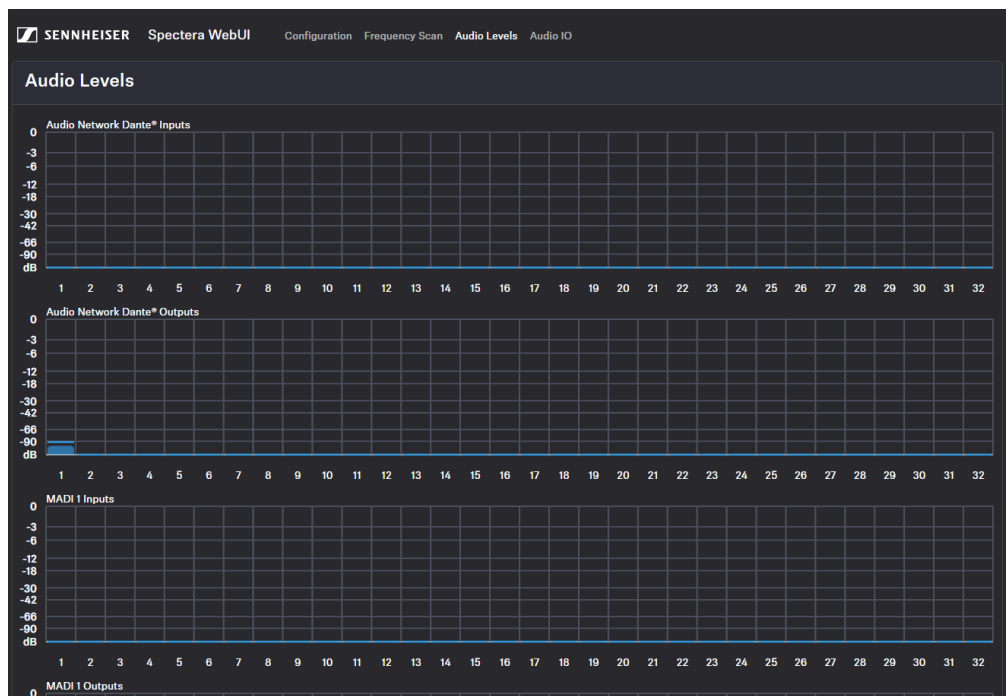 SENNHEISER Spectera WebUI Configuration Frequency Scan Audio Levels Audio IO
Audio Levels
Audio Network Dante® Inputs
0
-3
-6
-12
-18
-30
-42
-66
-90
dB
1 2 3 4 5 6 7 8 9 10 11 12 13 14 15 16 17 18 19 20 21 22 23 24 25 26 27 28 29 30 31 32
Audio Network Dante® Outputs
0
-3
-6
-12
-18
-30
-42
-66
-90
dB
1 2 3 4 5 6 7 8 9 10 11 12 13 14 15 16 17 18 19 20 21 22 23 24 25 26 27 28 29 30 31 32
MADI 1 Inputs
0
-3
-6
-12
-18
-30
-42
-66
-90
dB
1 2 3 4 5 6 7 8 9 10 11 12 13 14 15 16 17 18 19 20 21 22 23 24 25 26 27 28 29 30 31 32
MADI 1 Outputs
0